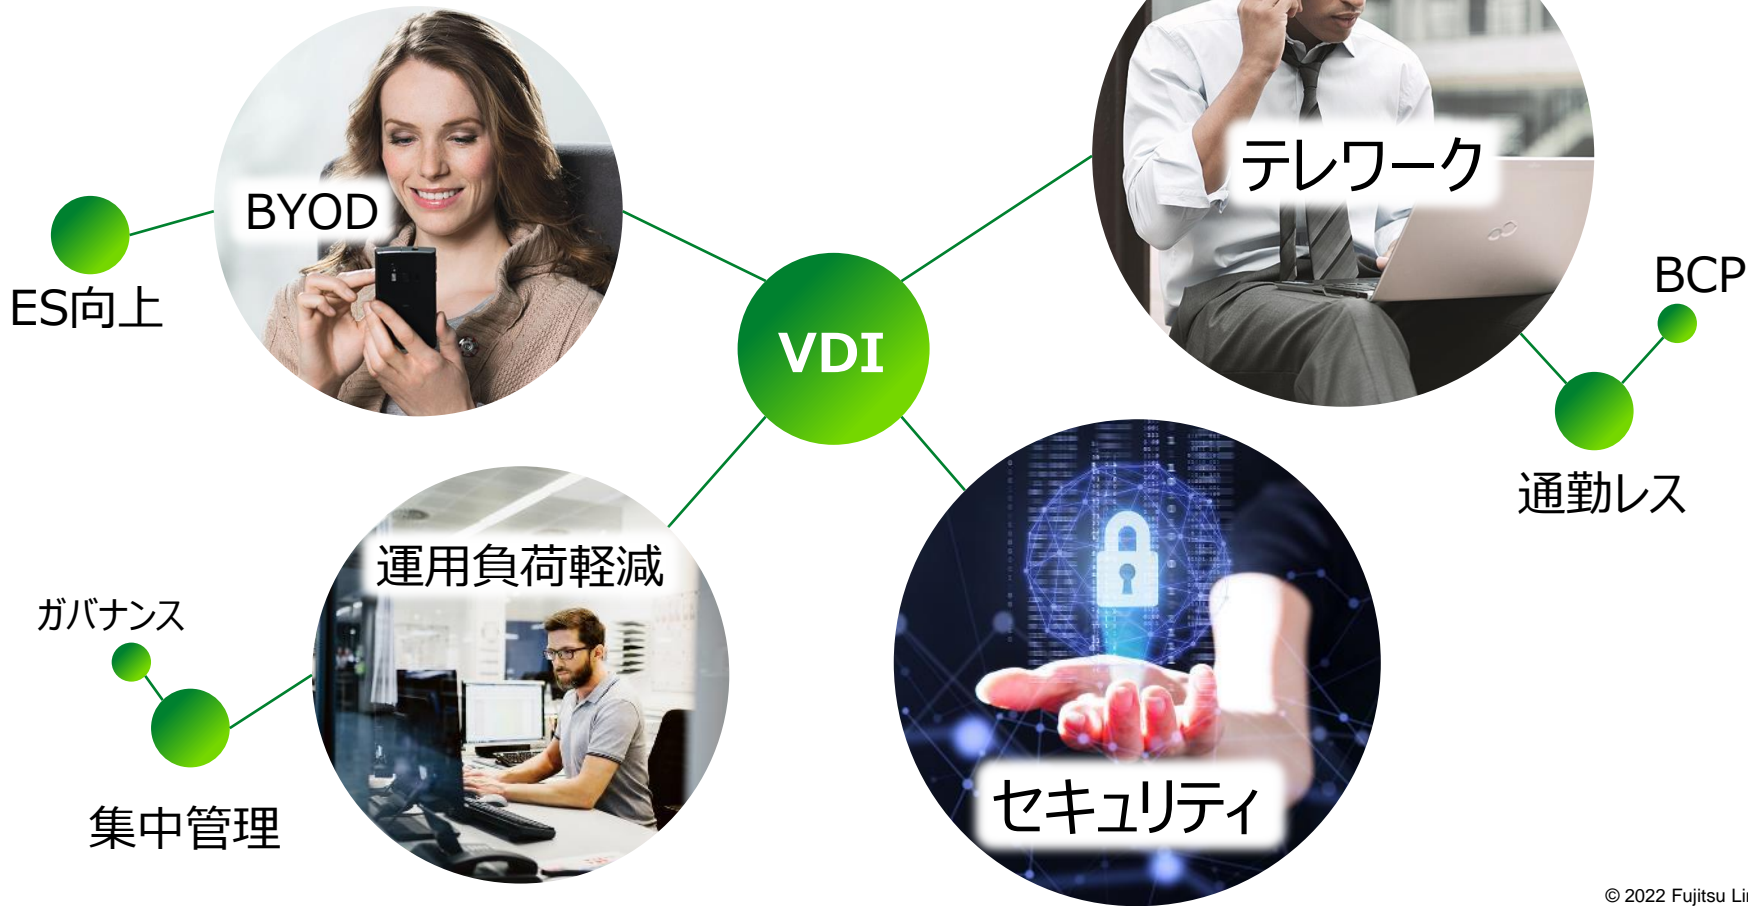 BYOD
テレワーク
ES向上
VDI
BCP
通勤レス
運用負荷軽減
ガバナンス
集中管理
セキュリティ
© 2022 Fujitsu